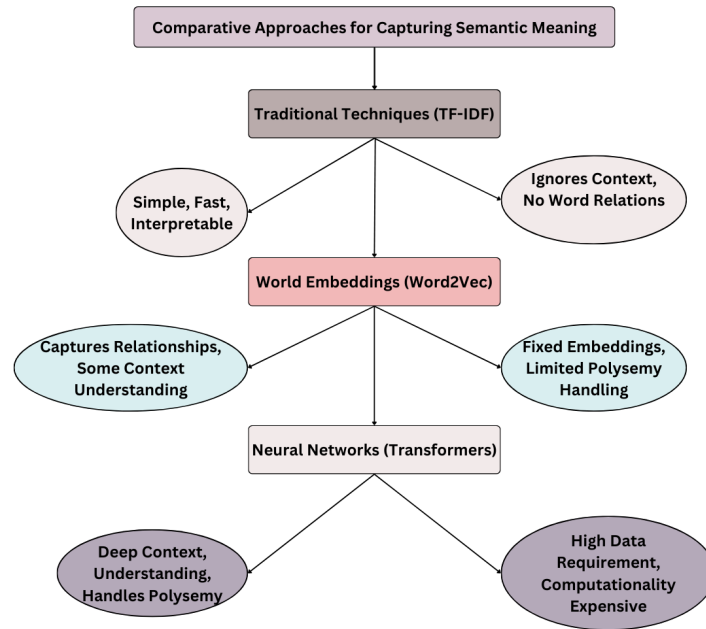 Comparative Approaches for Capturing Semantic Meaning
Traditional Techniques (TF-IDF)
Simple, Fast,
Interpretable
Ignores Context,
No Word Relations
World Embeddings (Word2Vec)
Captures Relationships,
Some Context
Understanding
Fixed Embeddings,
Limited Polysemy
Handling
Neural Networks (Transformers)
Deep Context,
Understanding,
Handles Polysemy
High Data
Requirement,
Computationality
Expensive